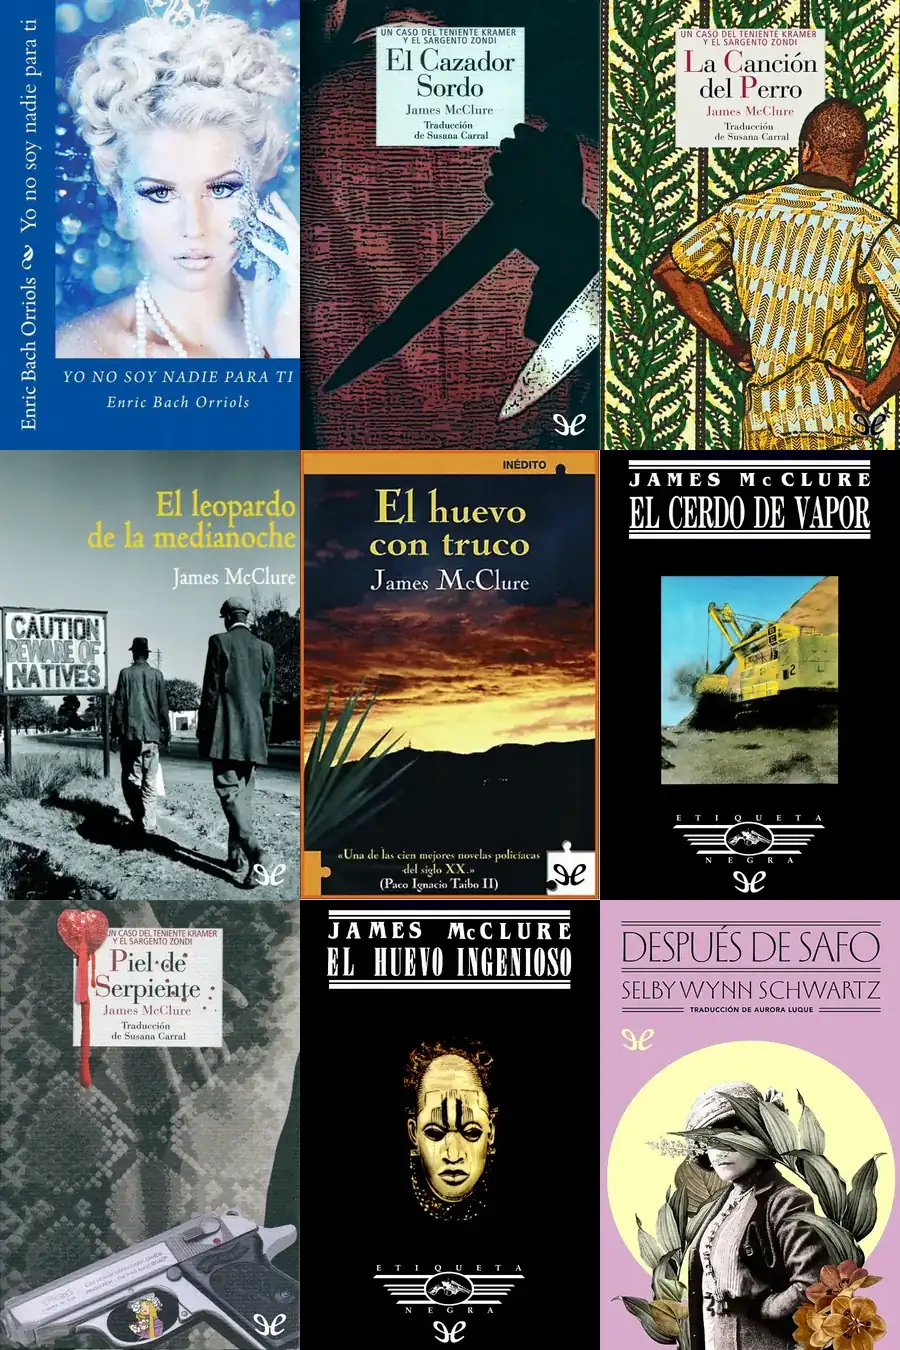 Enric Bach Orriols Yo no soy nadie para ti
YO NO SOY NADIE PARA TI
Enric Bach Orriols
UN CASO DEL TENIENTE KRAMER
Y EL SARGENTO ZONDI
El Cazador
Sordo
James McClure
Traducción
de Susana Carral
UN CASO DEL TENIENTE KRAMER
Y EL SARGENTO ZONDI
La Canción
del Perro
James McClure
Traducción
de Susana Carral
El leopardo
de la medianoche
James McClure
CAUTION
BEWARE OF
NATIVES
INÉDITO
El huevo
con truco
James McClure
«Una de las cien mejores novelas policíacas
del siglo XX.»
(Paco Ignacio Taibo II)
JAMES McCLURE
EL CERDO DE VAPOR
2
ETIQUETA
NEGRA
UN CASO DEL TENIENTE KRAMER
Y EL SARGENTO ZONDI
Piel de
Serpiente
James McClure
Traducción
de Susana Carral
JAMES McCLURE
EL HUEVO INGENIOSO
ETIQUETA
NEGRA
DESPUÉS DE SAFO
SELBY WYNN SCHWARTZ
TRADUCCIÓN DE AURORA LUQUE